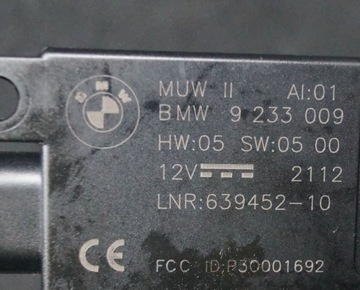 BMW
MUW II AI:01
BMW 9 233 009
HW:05 SW:05 00
12V⎓ 2112
LNR:639452-10
CE
FCC ID:P30001692